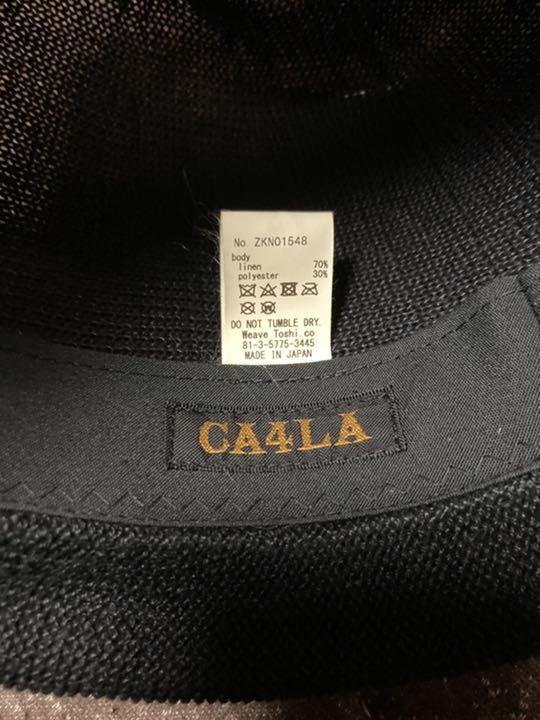 No. ZKN01548
body
linen 70%
polyester 30%
DO NOT TUMBLE DRY.
Weave Toshi.co
81-3-5775-3445
MADE IN JAPAN
CA4LA